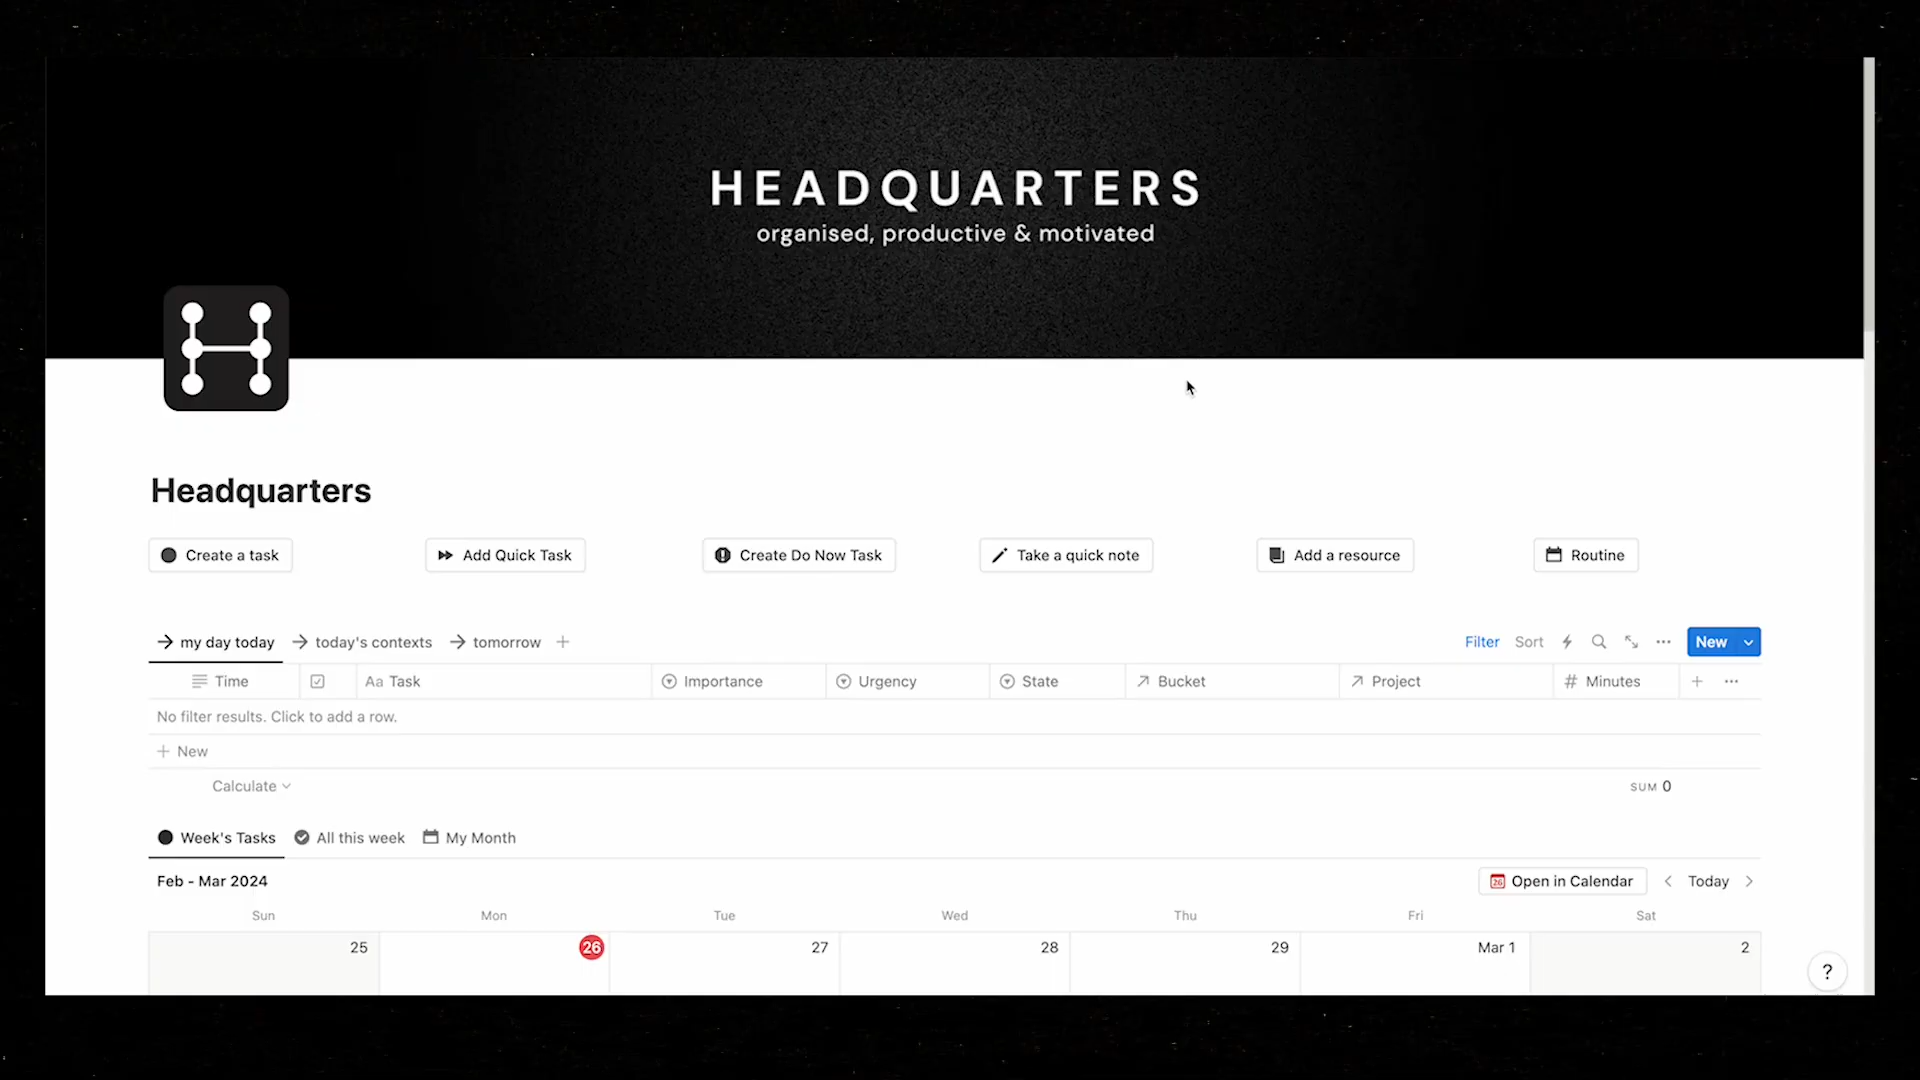 HEADQUARTERS
organised, productive & motivated
Headquarters
Create a task Add Quick Task Create Do Now Task Take a quick note Add a resource Routine
my day today today's contexts tomorrow Filter Sort New
Time Aa Task Importance Urgency State Bucket Project # Minutes
No filter results. Click to add a row.
+ New
Calculate SUM 0
Week's Tasks All this week My Month
Feb - Mar 2024 26 Open in Calendar Today
Sun Mon Tue Wed Thu Fri Sat
25 26 27 28 29 Mar 1 2
?